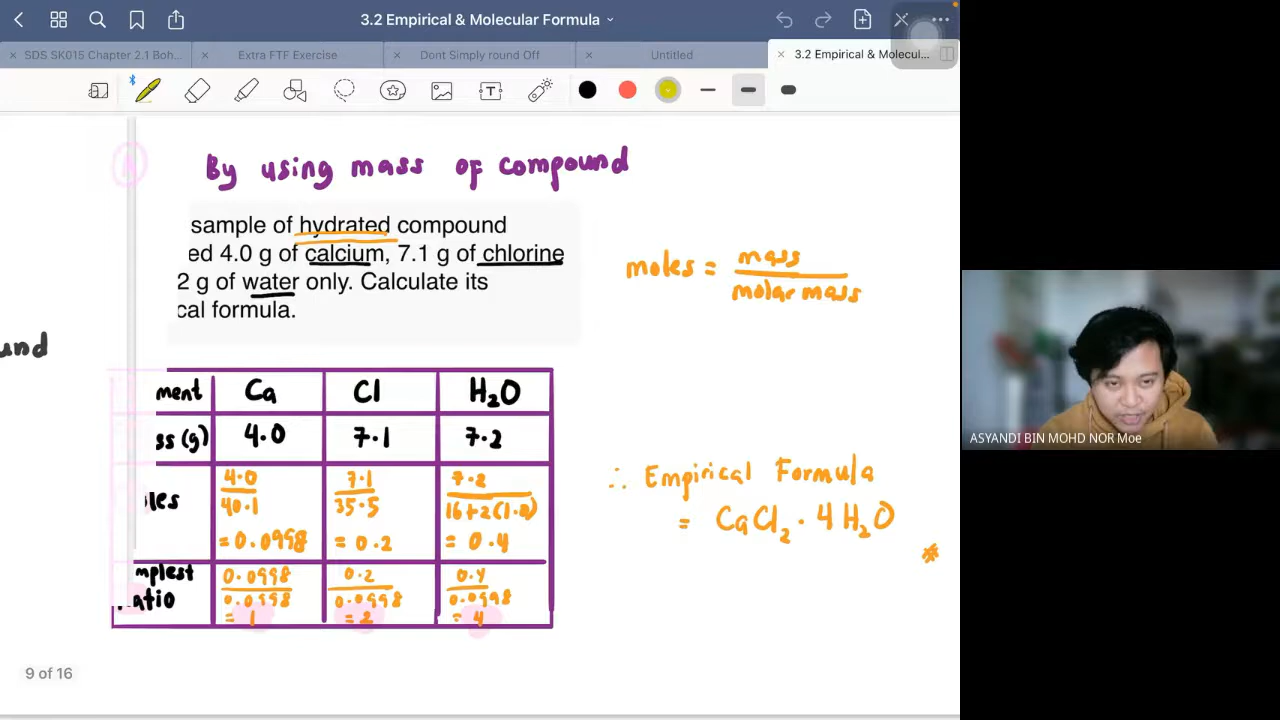 3.2 Empirical & Molecular Formula
SDS SK015 Chapter 2.1 Boh...
Extra FTF Exercise
Dont Simply round Off
Untitled
3.2 Empirical & Molecul...
By using mass of compound
sample of hydrated compound
ed 4.0 g of calcium, 7.1 g of chlorine
2 g of water only. Calculate its
cal formula.
moles = mass / molar mass
und
ment Ca Cl H₂O
ss (g) 4.0 7.1 7.2
les 4.0/40.1 7.1/35.5 7.2/16+2(1.0)
= 0.0998 = 0.2 = 0.4
mplest 0.0998/0.0998 0.2/0.0998 0.4/0.0998
ratio = 1 = 2 = 4
∴ Empirical Formula
= CaCl₂ · 4H₂O
ASYANDI BIN MOHD NOR Moe
9 of 16